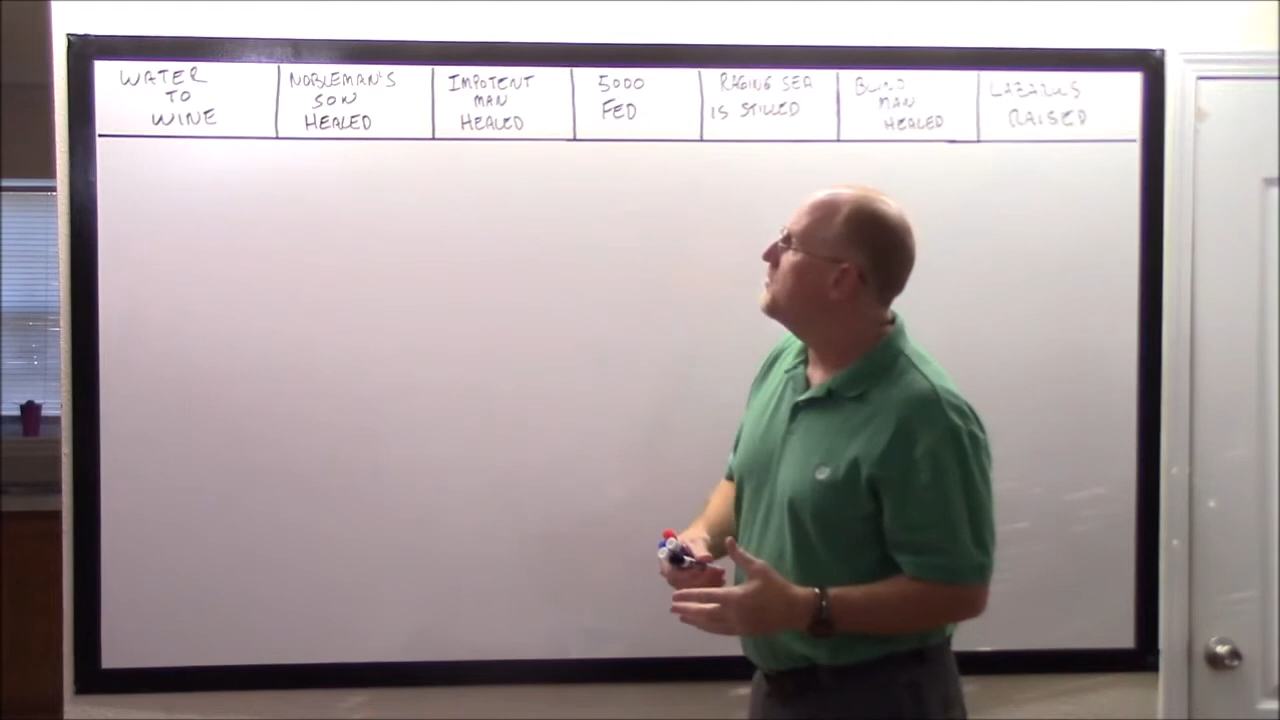 WATER
TO
WINE
NOBLEMAN'S
SON
HEALED
IMPOTENT
MAN
HEALED
5000
FED
RAGING SEA
IS STILLED
BLIND
MAN
HEALED
LAZARUS
RAISED